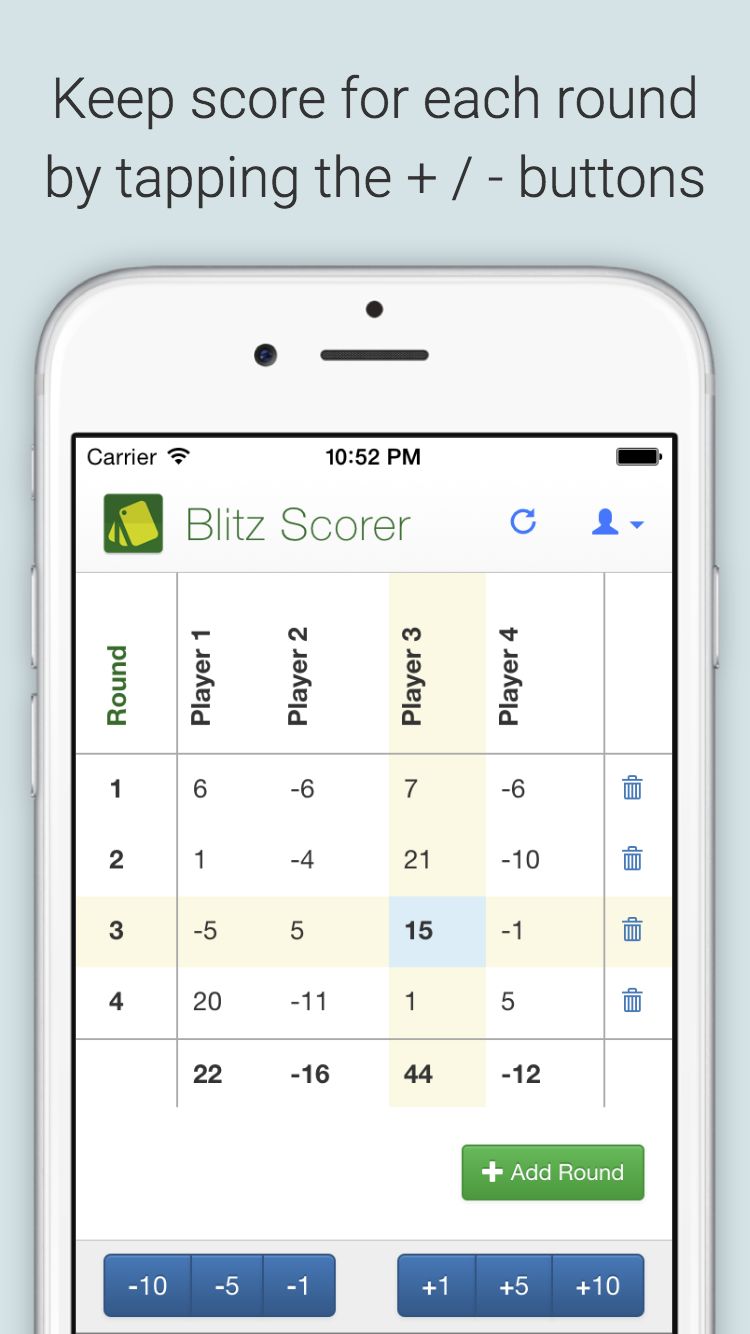 Keep score for each round
by tapping the + / - buttons
Carrier 10:52 PM
Blitz Scorer
Round Player 1 Player 2 Player 3 Player 4
1 6 -6 7 -6
2 1 -4 21 -10
3 -5 5 15 -1
4 20 -11 1 5
22 -16 44 -12
Add Round
-10 -5 -1 +1 +5 +10